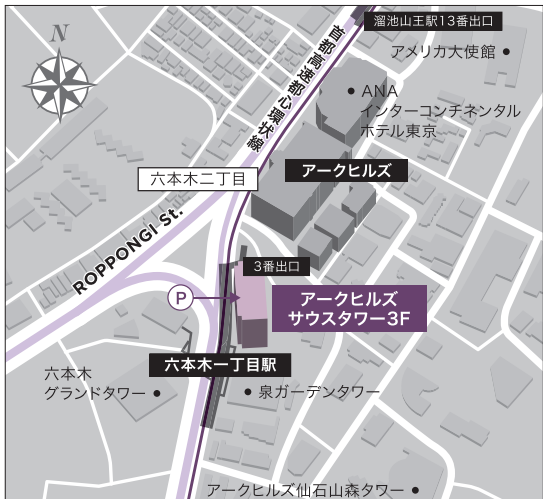 溜池山王駅13番出口
N
アメリカ大使館
首都高速都心環状線
ANA
インターコンチネンタル
ホテル東京
アークヒルズ
六本木二丁目
ROPPONGI St.
3番出口
P
アークヒルズ
サウスタワー3F
六本木一丁目駅
六本木
グランドタワー
泉ガーデンタワー
アークヒルズ仙石山森タワー